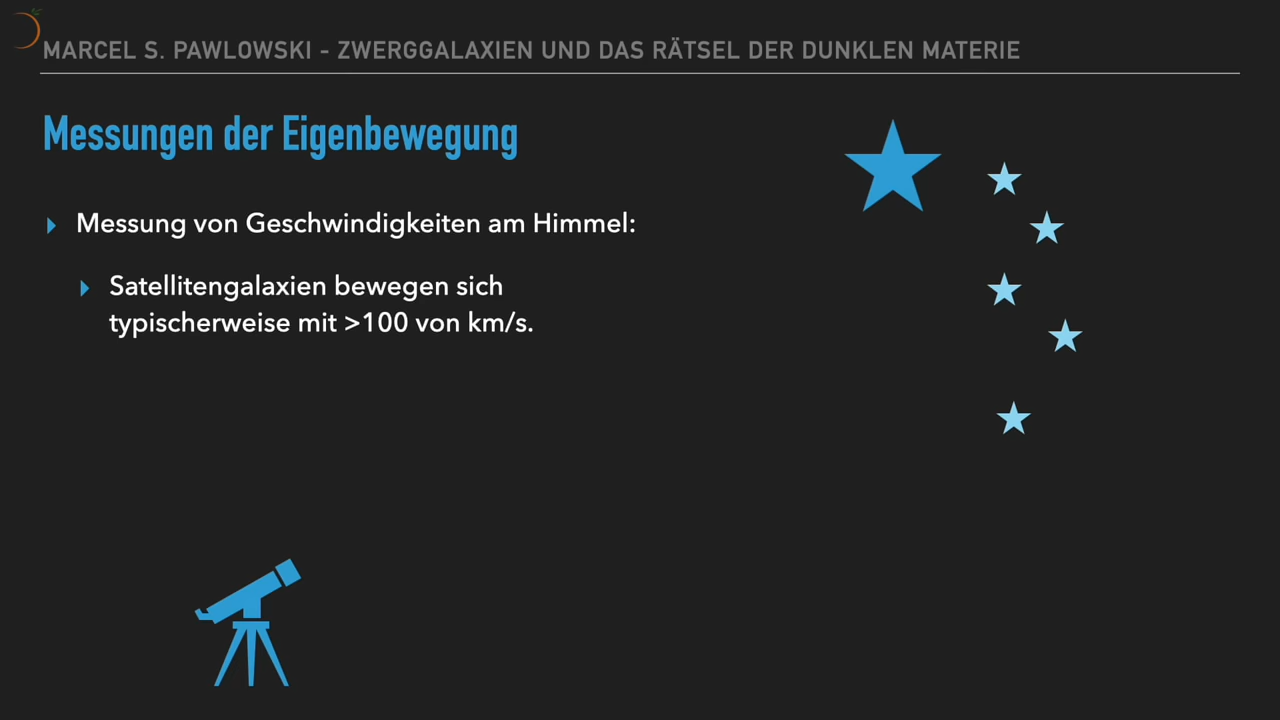 MARCEL S. PAWLOWSKI - ZWERGGALAXIEN UND DAS RÄTSEL DER DUNKLEN MATERIE
Messungen der Eigenbewegung
Messung von Geschwindigkeiten am Himmel:
Satellitengalaxien bewegen sich
typischerweise mit >100 von km/s.